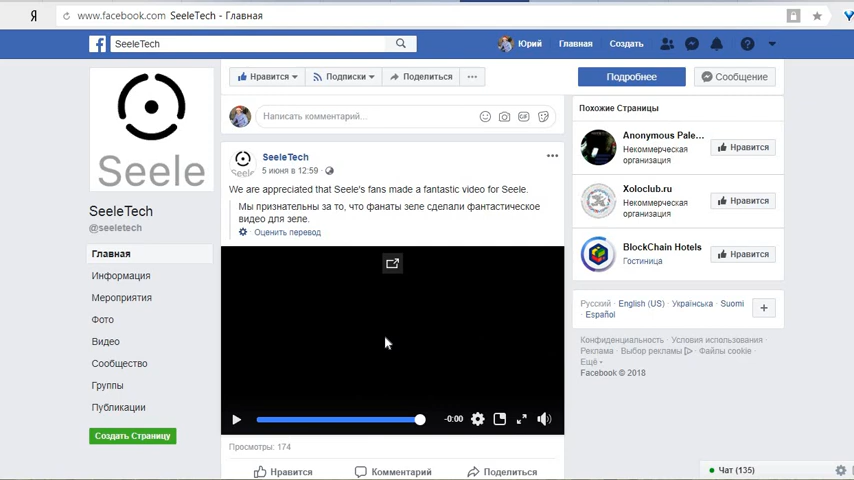 Я
www.facebook.com SeeleTech - Главная
SeeleTech
Юрий
Главная
Создать
Seele
SeeleTech
@seeletech
Главная
Информация
Мероприятия
Фото
Видео
Сообщество
Группы
Публикации
Создать Страницу
Нравится
Подписки
Поделиться
Подробнее
Сообщение
Написать комментарий...
GIF
SeeleTech
5 июня в 12:59
Seele
We are appreciated that Seele's fans made a fantastic video for Seele.
Мы признательны за то, что фанаты зеле сделали фантастическое
видео для зеле.
Оценить перевод
-0:00
Просмотры: 174
Нравится
Комментарий
Поделиться
Похожие Страницы
Anonymous Pale...
Некоммерческая
организация
Нравится
Xoloclub.ru
Некоммерческая
организация
Нравится
BlockChain Hotels
Гостиница
Нравится
Русский · English (US) · Українська · Suomi
· Español
Конфиденциальность · Условия использования ·
Реклама · Выбор рекламы · Файлы cookie ·
Ещё
Facebook © 2018
Чат (135)